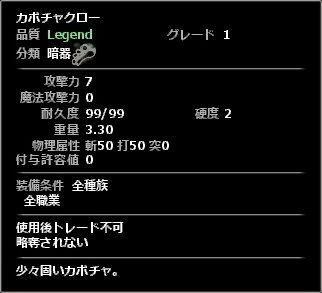 カボチャクロー
品質 Legend グレード 1
分類 暗器
攻撃力 7
魔法攻撃力 0
耐久度 99/99 硬度 2
重量 3.30
物理属性 斬50 打50 突0
付与許容値 0
装備条件 全種族
全職業
使用後トレード不可
略奪されない
少々固いカボチャ。